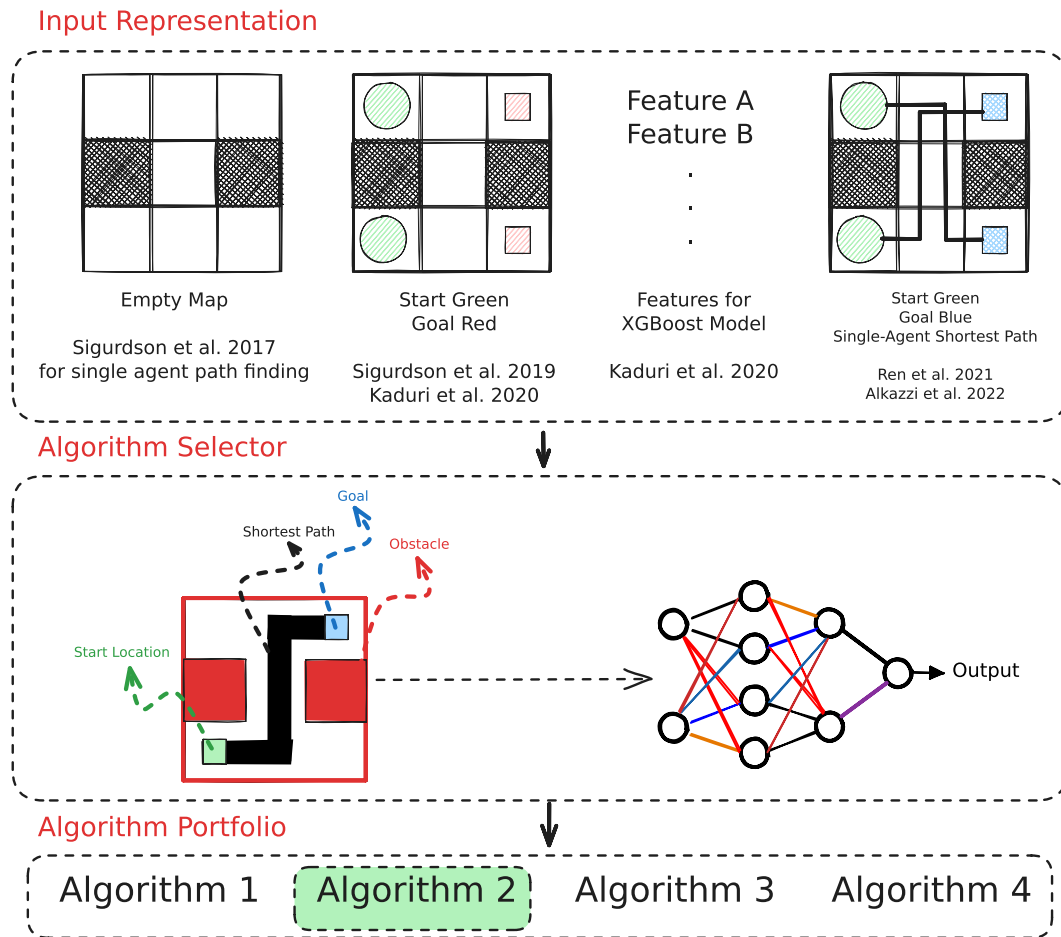 Input Representation
Empty Map
Sigurdson et al. 2017
for single agent path finding
Start Green
Goal Red
Sigurdson et al. 2019
Kaduri et al. 2020
Feature A
Feature B
.
.
.
Features for
XGBoost Model
Kaduri et al. 2020
Start Green
Goal Blue
Single-Agent Shortest Path
Ren et al. 2021
Alkazzi et al. 2022
Algorithm Selector
Goal
Shortest Path
Obstacle
Start Location
Output
Algorithm Portfolio
Algorithm 1
Algorithm 2
Algorithm 3
Algorithm 4